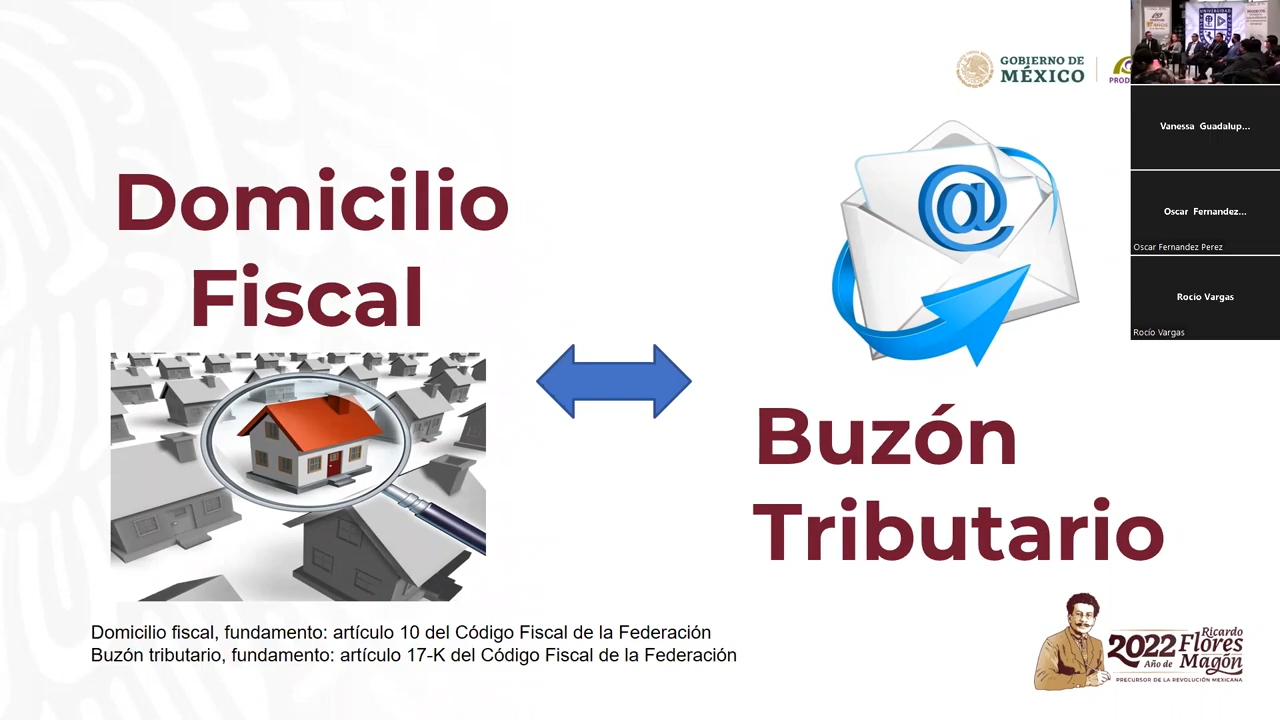 GOBIERNO DE
MÉXICO
PROD
UNIVERSIDAD
Domicilio
Fiscal
@
Buzón
Tributario
Domicilio fiscal, fundamento: artículo 10 del Código Fiscal de la Federación
Buzón tributario, fundamento: artículo 17-K del Código Fiscal de la Federación
2022
Año de
Ricardo
Flores
Magón
PRECURSOR DE LA REVOLUCIÓN MEXICANA
Vanessa Guadalup...
Oscar Fernandez...
Oscar Fernandez Perez
Rocío Vargas
Rocío Vargas